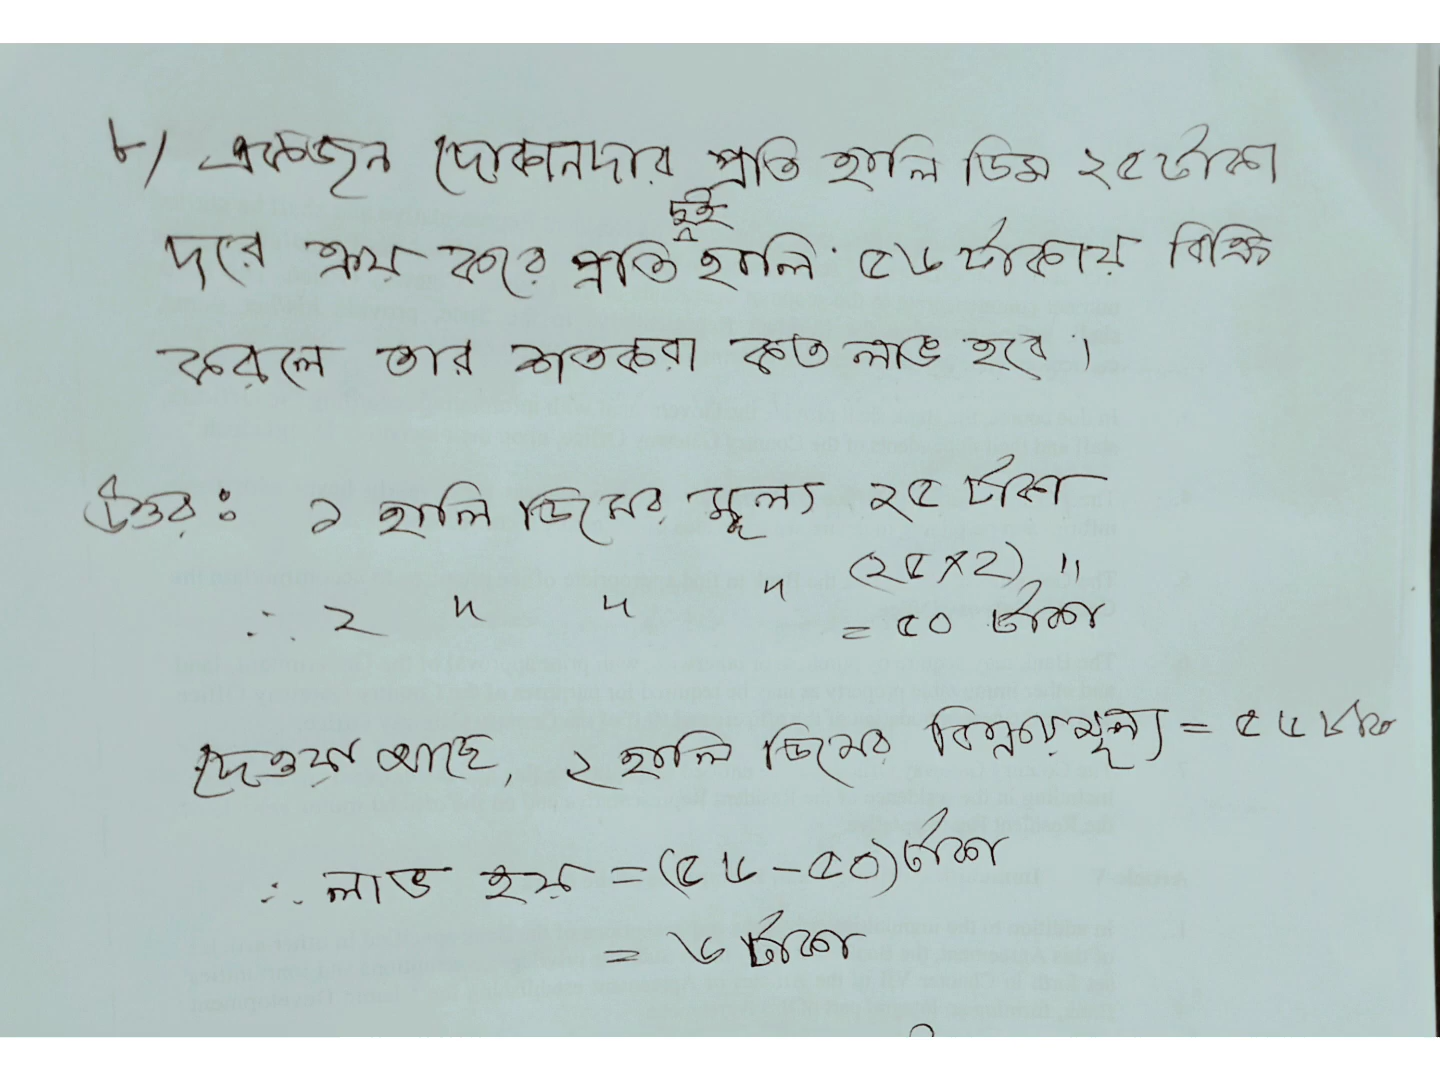 ৮) একজন দোকানদার প্রতি হালি ডিম ২৫ টাকা
দরে ক্রয় করে প্রতি দুই হালি ৫৬ টাকায় বিক্রি
করলে তার শতকরা কত লাভ হবে।
উত্তর: ১ হালি ডিমের মূল্য ২৫ টাকা
∴ ২ " " " (২৫×2) "
= ৫০ টাকা
দেওয়া আছে, ২ হালি ডিমের বিক্রয়মূল্য = ৫৬ টাকা
∴ লাভ হয় = (৫৬-৫০) টাকা
= ৬ টাকা